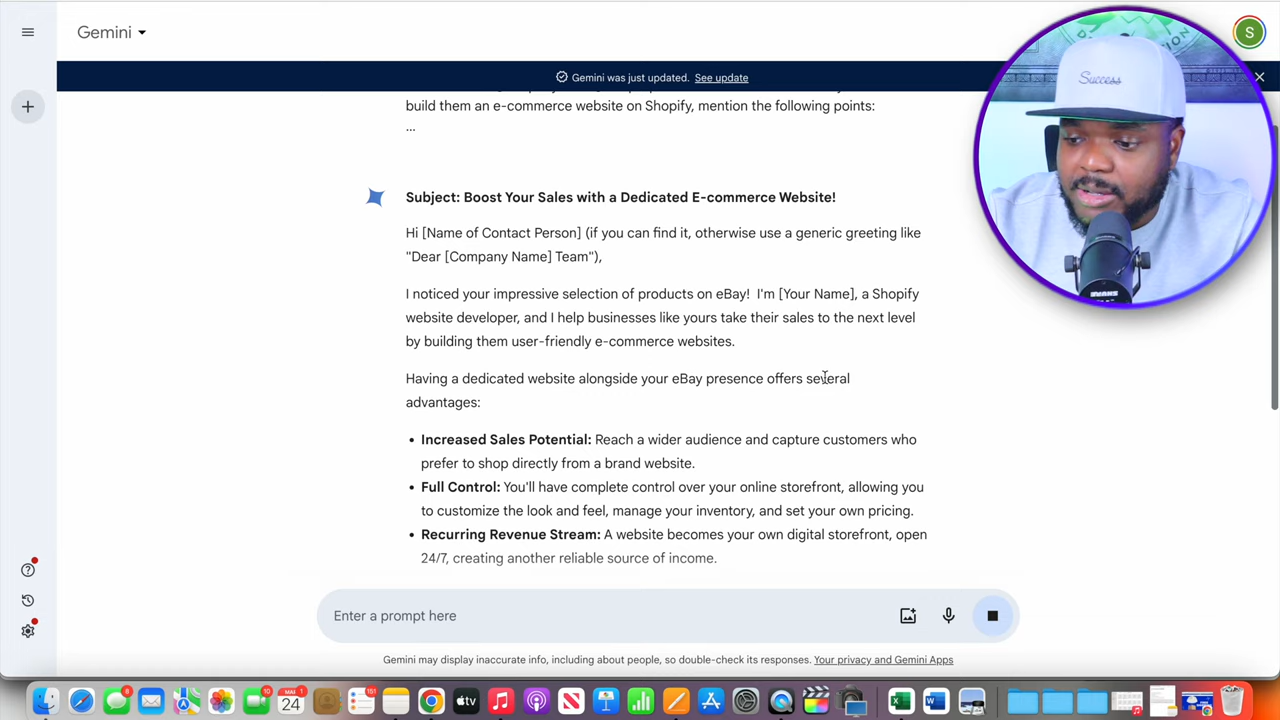 Gemini
S
Gemini was just updated. See update
build them an e-commerce website on Shopify, mention the following points:
...
Success
Subject: Boost Your Sales with a Dedicated E-commerce Website!
Hi [Name of Contact Person] (if you can find it, otherwise use a generic greeting like
"Dear [Company Name] Team"),
I noticed your impressive selection of products on eBay! I'm [Your Name], a Shopify
website developer, and I help businesses like yours take their sales to the next level
by building them user-friendly e-commerce websites.
Having a dedicated website alongside your eBay presence offers several
advantages:
• Increased Sales Potential: Reach a wider audience and capture customers who
prefer to shop directly from a brand website.
• Full Control: You'll have complete control over your online storefront, allowing you
to customize the look and feel, manage your inventory, and set your own pricing.
• Recurring Revenue Stream: A website becomes your own digital storefront, open
24/7, creating another reliable source of income.
Enter a prompt here
Gemini may display inaccurate info, including about people, so double-check its responses. Your privacy and Gemini Apps
MAI
24
tv